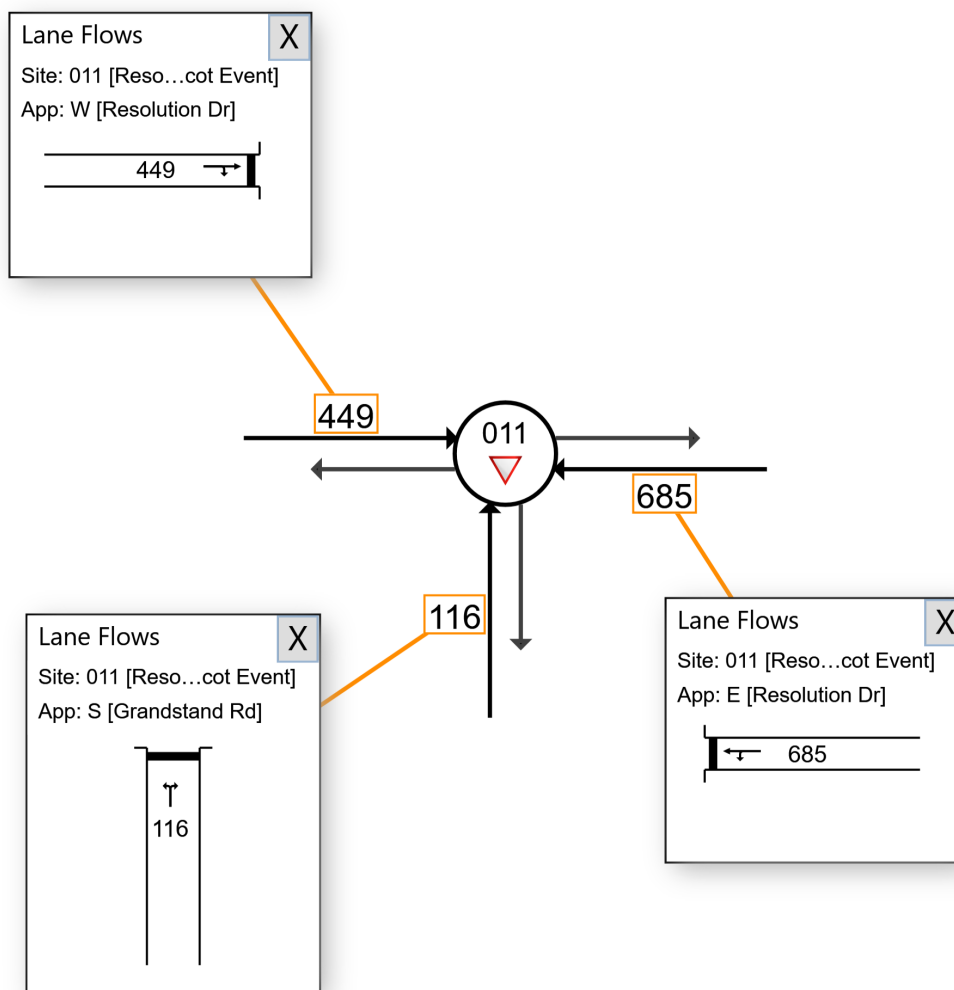 Lane Flows X
Site: 011 [Reso...cot Event]
App: W [Resolution Dr]
449
449
011
685
116
Lane Flows X
Site: 011 [Reso...cot Event]
App: S [Grandstand Rd]
116
Lane Flows X
Site: 011 [Reso...cot Event]
App: E [Resolution Dr]
685